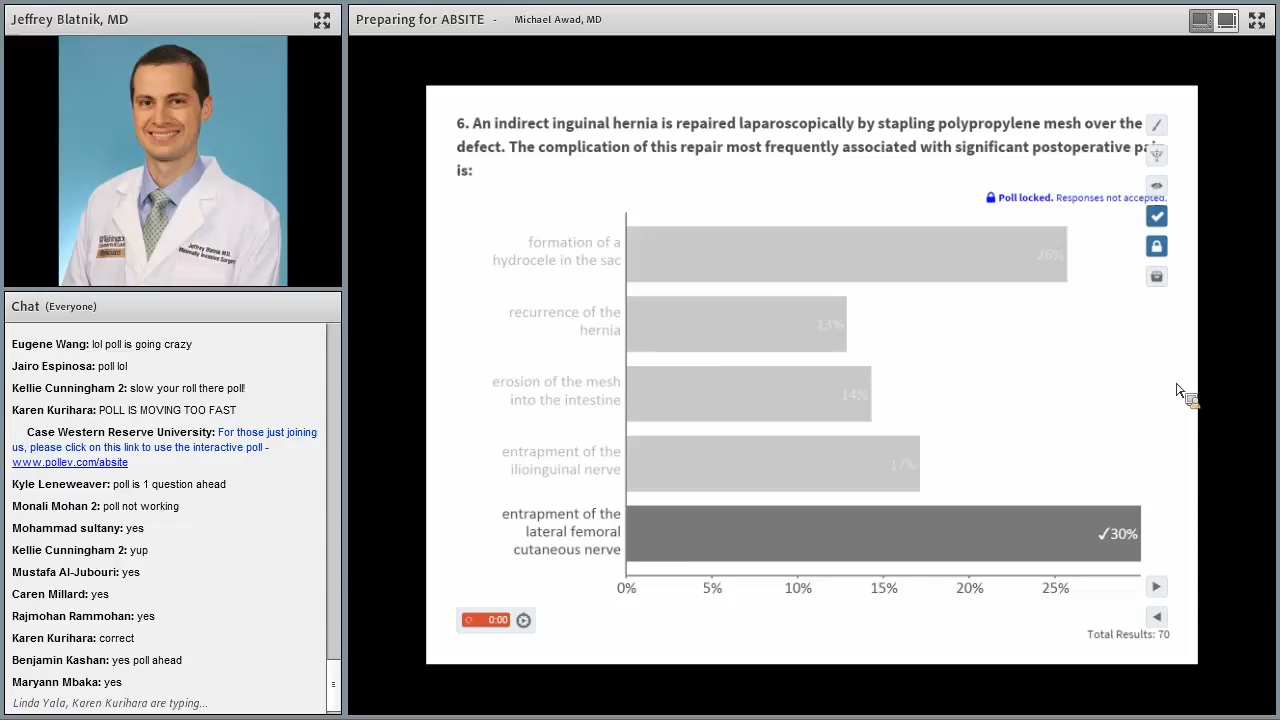 Jeffrey Blatnik, MD
Preparing for ABSITE - Michael Awad, MD
6. An indirect inguinal hernia is repaired laparoscopically by stapling polypropylene mesh over the
defect. The complication of this repair most frequently associated with significant postoperative
is:
Poll locked. Responses not accepted.
formation of a
hydrocele in the sac
26%
recurrence of the
hernia
13%
erosion of the mesh
into the intestine
14%
entrapment of the
ilioinguinal nerve
17%
entrapment of the
lateral femoral
cutaneous nerve
✓30%
0% 5% 10% 15% 20% 25%
0:00
Total Results: 70
Jeffrey Blatnik M.D.
Minimally Invasive Surgery
Chat (Everyone)
Eugene Wang: lol poll is going crazy
Jairo Espinosa: poll lol
Kellie Cunningham 2: slow your roll there poll!
Karen Kurihara: POLL IS MOVING TOO FAST
Case Western Reserve University: For those just joining
us, please click on this link to use the interactive poll -
www.pollev.com/absite
Kyle Leneweaver: poll is 1 question ahead
Monali Mohan 2: poll not working
Mohammad sultany: yes
Kellie Cunningham 2: yup
Mustafa Al-Jubouri: yes
Caren Millard: yes
Rajmohan Rammohan: yes
Karen Kurihara: correct
Benjamin Kashan: yes poll ahead
Maryann Mbaka: yes
Linda Yala, Karen Kurihara are typing...